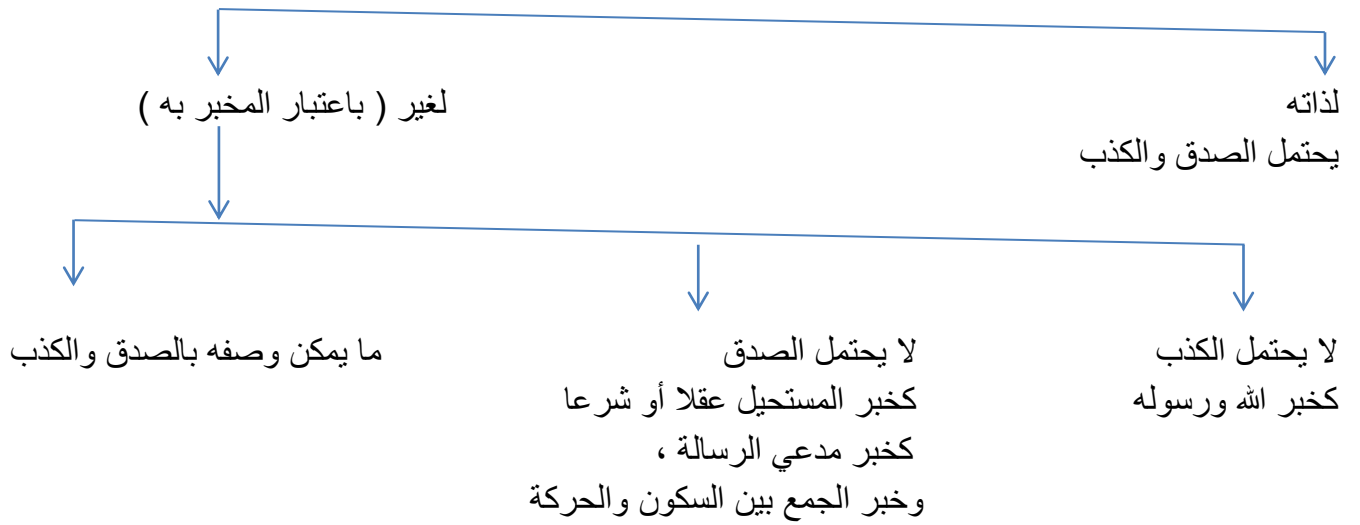 لذاته
يحتمل الصدق والكذب
لغير ( باعتبار المخبر به )
لا يحتمل الكذب
كخبر الله ورسوله
لا يحتمل الصدق
كخبر المستحيل عقلا أو شرعا
كخبر مدعي الرسالة ،
وخبر الجمع بين السكون والحركة
ما يمكن وصفه بالصدق والكذب